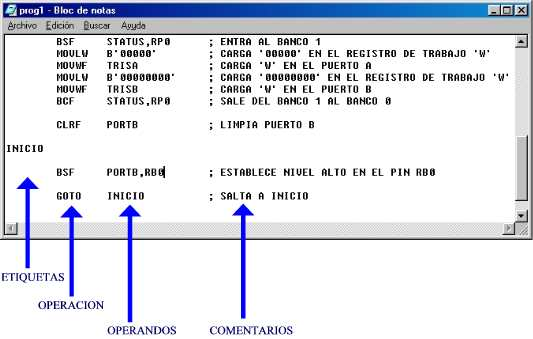 prog1 - Bloc de notas
Archivo Edición Buscar Ayuda
BSF STATUS,RP0 ; ENTRA AL BANCO 1
MOVLW B'00000' ; CARGA '00000' EN EL REGISTRO DE TRABAJO 'W'
MOVWF TRISA ; CARGA 'W' EN EL PUERTO A
MOVLW B'00000000' ; CARGA '00000000' EN EL REGISTRO DE TRABAJO 'W'
MOVWF TRISB ; CARGA 'W' EN EL PUERTO B
BCF STATUS,RP0 ; SALE DEL BANCO 1 AL BANCO 0
CLRF PORTB ; LIMPIA PUERTO B
INICIO
BSF PORTB,RB0 ; ESTABLECE NIVEL ALTO EN EL PIN RB0
GOTO INICIO ; SALTA A INICIO
ETIQUETAS
OPERACION
OPERANDOS COMENTARIOS